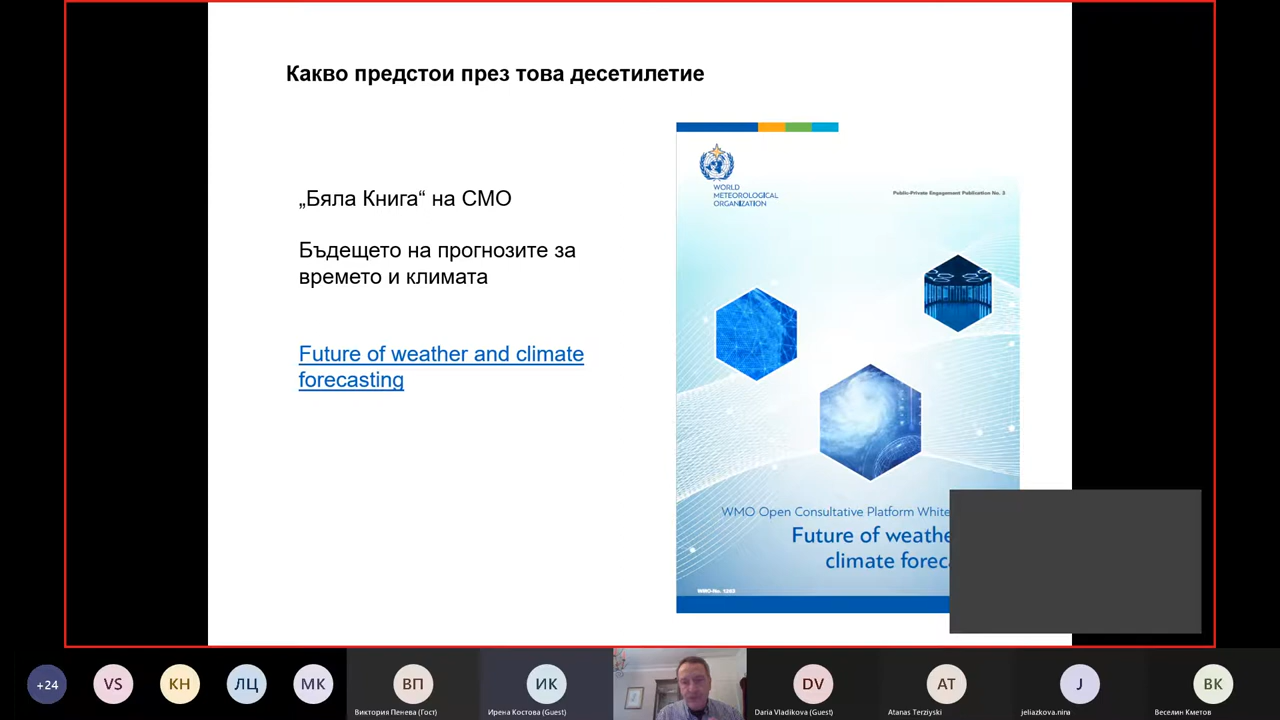 Какво предстои през това десетилетие
„Бяла Книга“ на СМО
Бъдещето на прогнозите за
времето и климата
Future of weather and climate
forecasting
WORLD
METEOROLOGICAL
ORGANIZATION
Public-Private Engagement Publication No. 3
WMO Open Consultative Platform White
Future of weathe
climate forec
WMO-No. 1263
+24
VS
КН
ЛЦ
МК
ВП
Виктория Пенева (Гост)
ИК
Ирена Костова (Guest)
DV
Daria Vladikova (Guest)
AT
Atanas Terziyski
J
jeliazkova.nina
ВК
Веселин Кметов